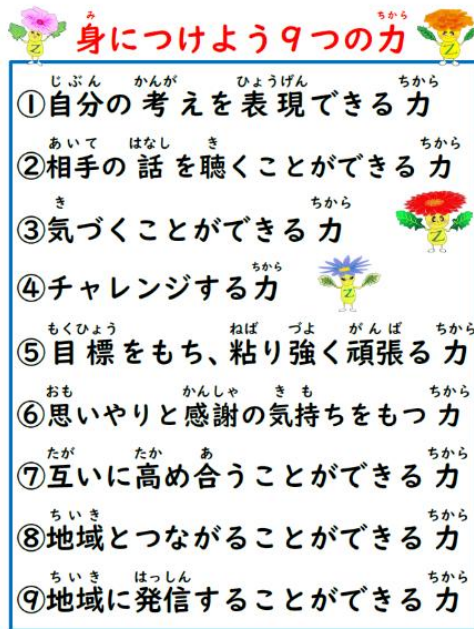 身につけよう９つの力
①自分の考えを表現できる力
②相手の話を聴くことができる力
③気づくことができる力
④チャレンジする力
⑤目標をもち、粘り強く頑張る力
⑥思いやりと感謝の気持ちをもつ力
⑦互いに高め合うことができる力
⑧地域とつながることができる力
⑨地域に発信することができる力